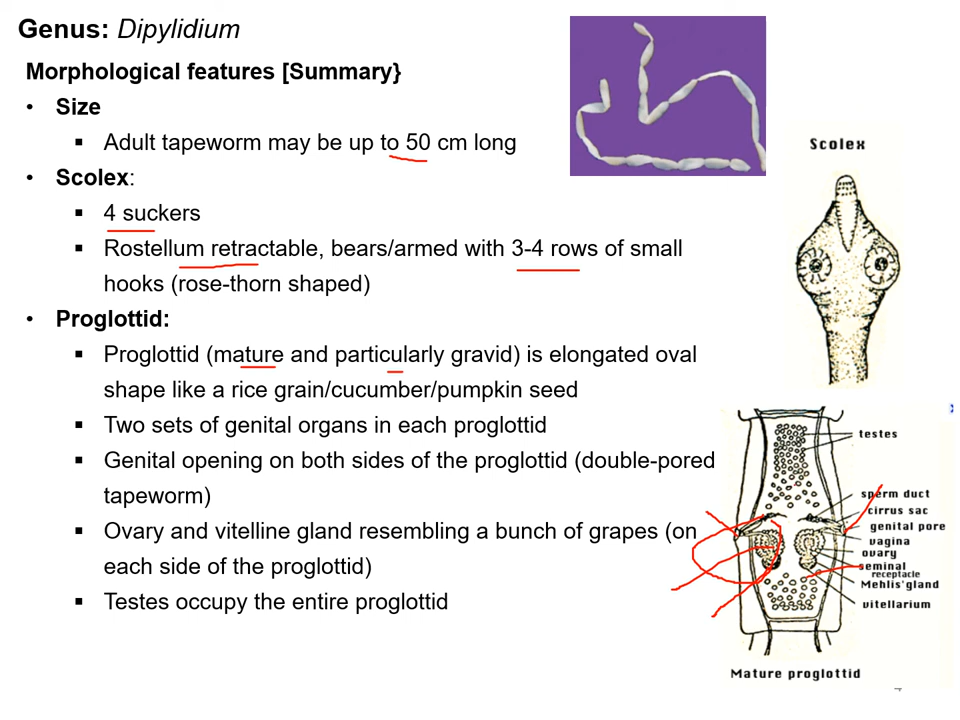 Genus: Dipylidium
Morphological features [Summary}
• Size
▪ Adult tapeworm may be up to 50 cm long
• Scolex:
▪ 4 suckers
▪ Rostellum retractable, bears/armed with 3-4 rows of small
hooks (rose-thorn shaped)
• Proglottid:
▪ Proglottid (mature and particularly gravid) is elongated oval
shape like a rice grain/cucumber/pumpkin seed
▪ Two sets of genital organs in each proglottid
▪ Genital opening on both sides of the proglottid (double-pored
tapeworm)
▪ Ovary and vitelline gland resembling a bunch of grapes (on
each side of the proglottid)
▪ Testes occupy the entire proglottid
Scolex
testes
sperm duct
cirrus sac
genital pore
vagina
ovary
seminal
receptacle
Mehlis'gland
vitellarium
Mature proglottid